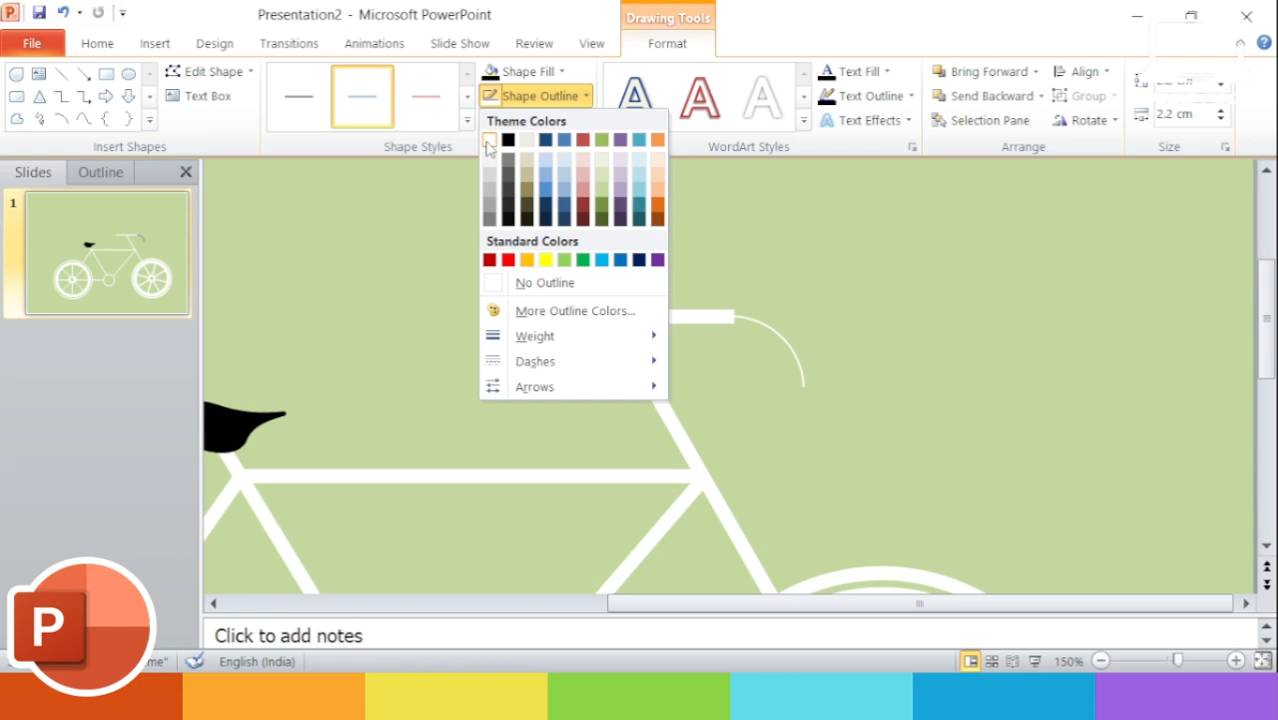 Presentation2 - Microsoft PowerPoint
Drawing Tools
File Home Insert Design Transitions Animations Slide Show Review View Format
Edit Shape Shape Fill Text Fill Bring Forward Align
Text Box Shape Outline Text Outline Send Backward Group 2.2 cm
Text Effects Selection Pane Rotate
Insert Shapes Shape Styles WordArt Styles Arrange Size
Theme Colors
Slides Outline
1
Standard Colors
No Outline
More Outline Colors...
Weight
Dashes
Arrows
P
Click to add notes
English (India) 150%